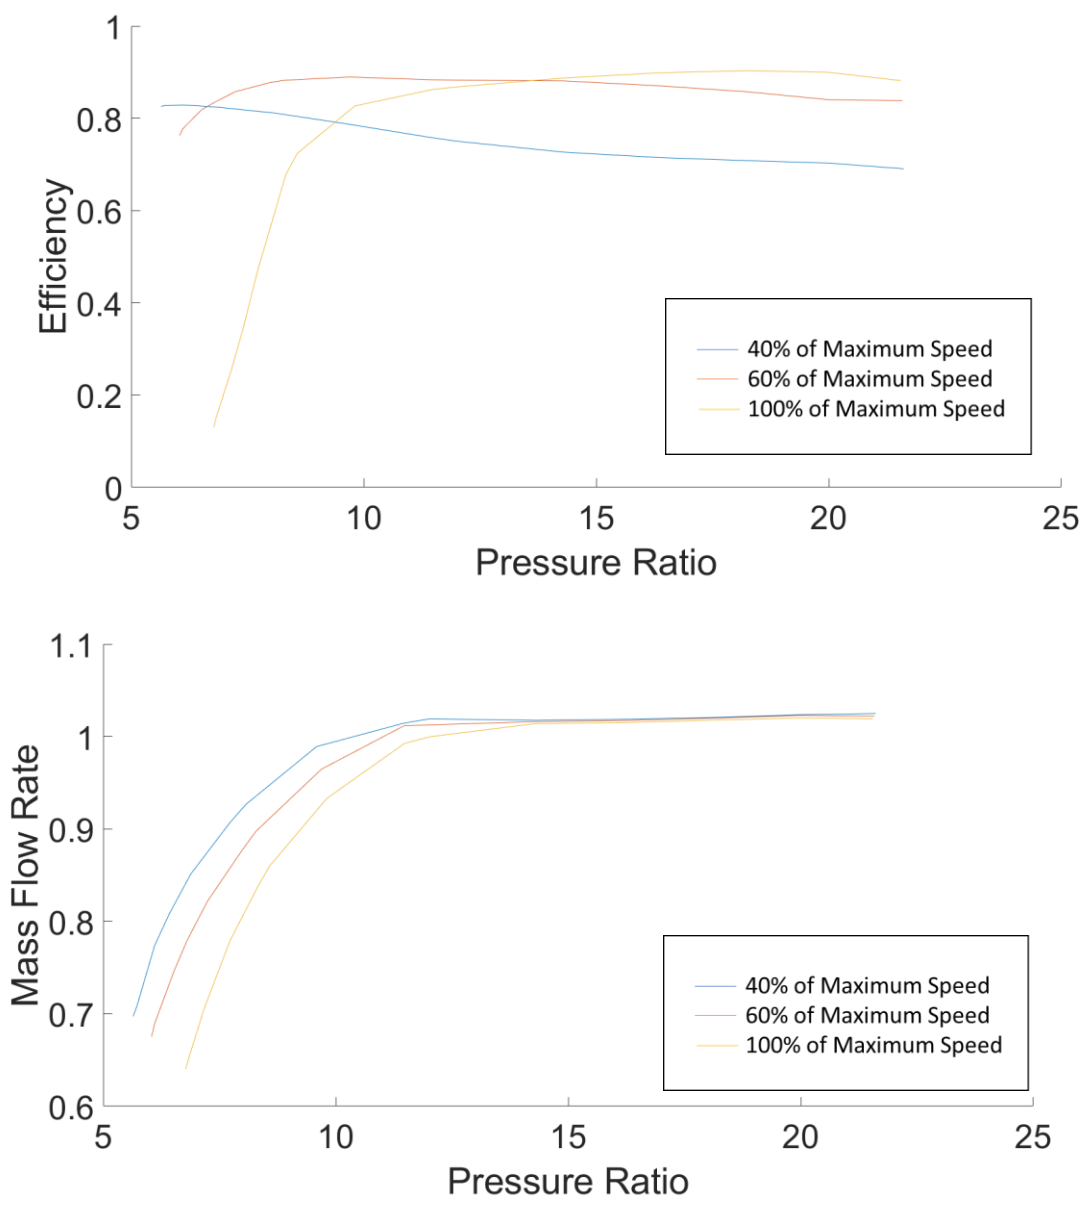 1
0.8
0.6
0.4
0.2
0
Efficiency
40% of Maximum Speed
60% of Maximum Speed
100% of Maximum Speed
5 10 15 20 25
Pressure Ratio
1.1
1
0.9
0.8
0.7
0.6
Mass Flow Rate
40% of Maximum Speed
60% of Maximum Speed
100% of Maximum Speed
5 10 15 20 25
Pressure Ratio